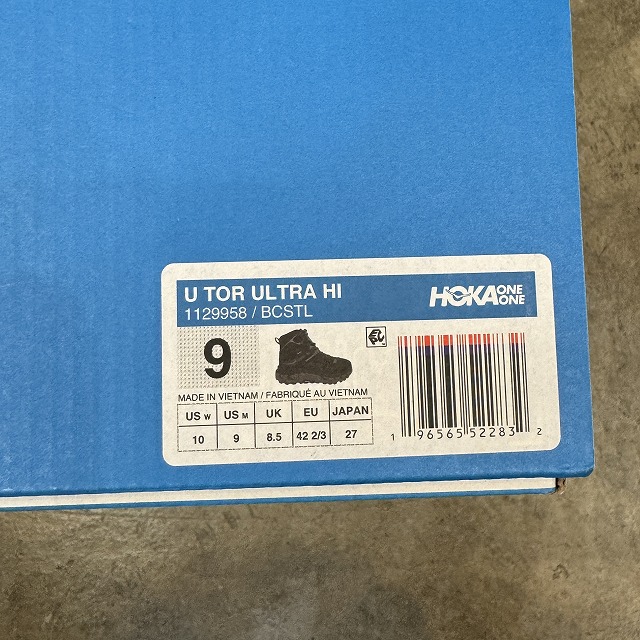 U TOR ULTRA HI
1129958 / BCSTL
HOKA ONE ONE
9
MADE IN VIETNAM / FABRIQUÉ AU VIETNAM
US W US M UK EU JAPAN
10 9 8.5 42 2/3 27
1 96565 52283 2